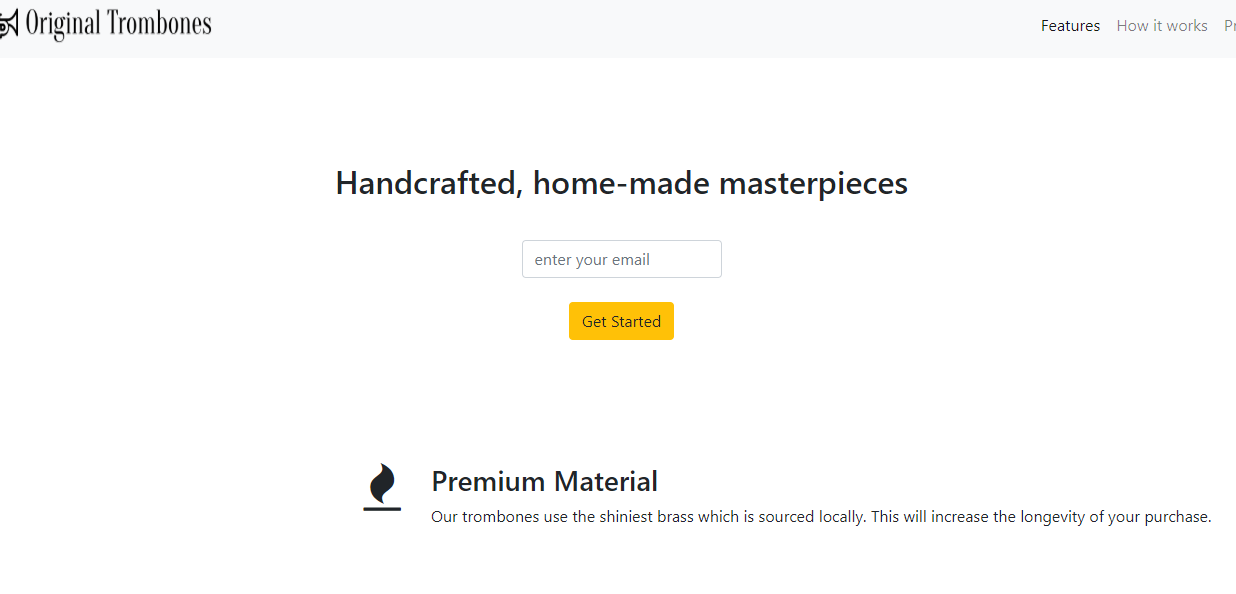 Original Trombones
Features How it works
Handcrafted, home-made masterpieces
enter your email
Get Started
Premium Material
Our trombones use the shiniest brass which is sourced locally. This will increase the longevity of your purchase.